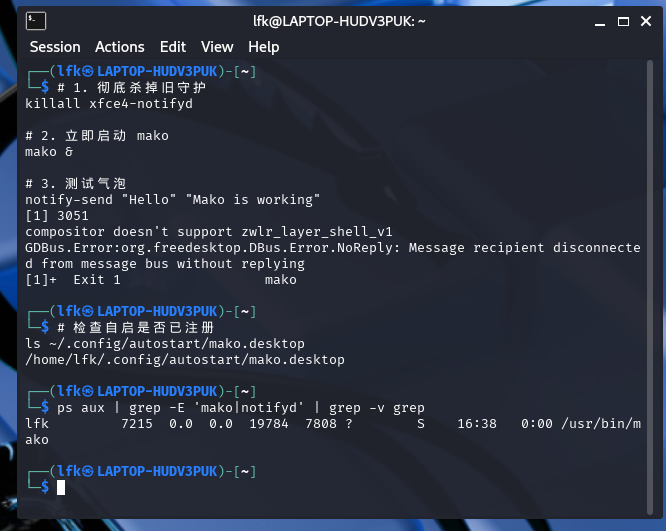 lfk@LAPTOP-HUDV3PUK: ~
Session Actions Edit View Help
┌──(lfk㉿LAPTOP-HUDV3PUK)-[~]
└─$ # 1. 彻底杀掉旧守护
killall xfce4-notifyd
# 2. 立即启动 mako
mako &
# 3. 测试气泡
notify-send "Hello" "Mako is working"
[1] 3051
compositor doesn't support zwlr_layer_shell_v1
GDBus.Error:org.freedesktop.DBus.Error.NoReply: Message recipient disconnecte
d from message bus without replying
[1]+  Exit 1                  mako
┌──(lfk㉿LAPTOP-HUDV3PUK)-[~]
└─$ # 检查自启是否已注册
ls ~/.config/autostart/mako.desktop
/home/lfk/.config/autostart/mako.desktop
┌──(lfk㉿LAPTOP-HUDV3PUK)-[~]
└─$ ps aux | grep -E 'mako|notifyd' | grep -v grep
lfk         7215  0.0  0.0  19784  7808 ?        S    16:38   0:00 /usr/bin/m
ako
┌──(lfk㉿LAPTOP-HUDV3PUK)-[~]
└─$